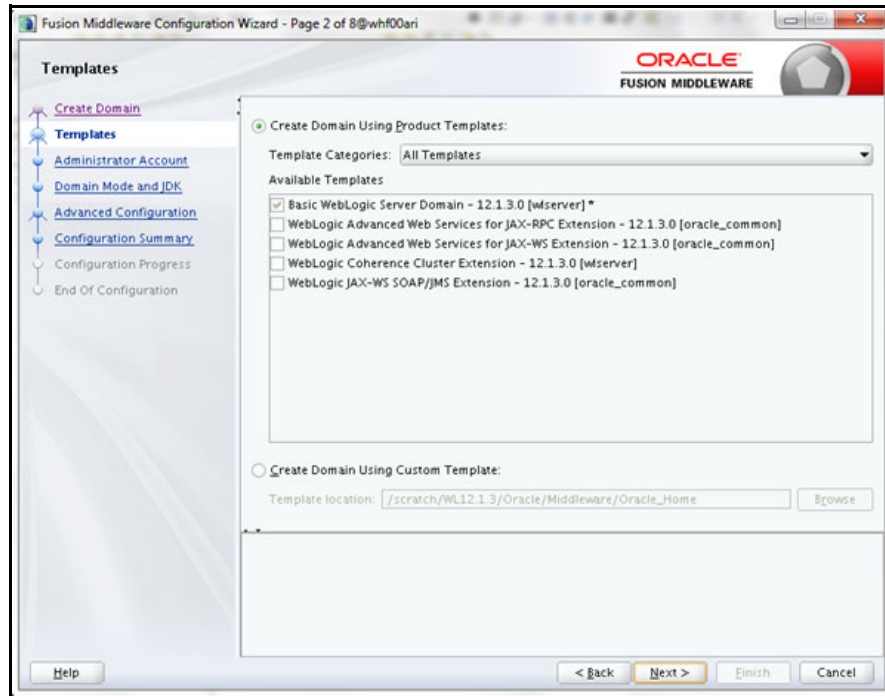 Fusion Middleware Configuration Wizard - Page 2 of 8@whf00ari
Templates
ORACLE
FUSION MIDDLEWARE
Create Domain
Templates
Administrator Account
Domain Mode and JDK
Advanced Configuration
Configuration Summary
Configuration Progress
End Of Configuration
Create Domain Using Product Templates:
Template Categories: All Templates
Available Templates
Basic WebLogic Server Domain - 12.1.3.0 [wlserver] *
WebLogic Advanced Web Services for JAX-RPC Extension - 12.1.3.0 [oracle_common]
WebLogic Advanced Web Services for JAX-WS Extension - 12.1.3.0 [oracle_common]
WebLogic Coherence Cluster Extension - 12.1.3.0 [wlserver]
WebLogic JAX-WS SOAP/JMS Extension - 12.1.3.0 [oracle_common]
Create Domain Using Custom Template:
Template location: /scratch/WL12.1.3/Oracle/Middleware/Oracle_Home Browse
Help < Back Next > Finish Cancel